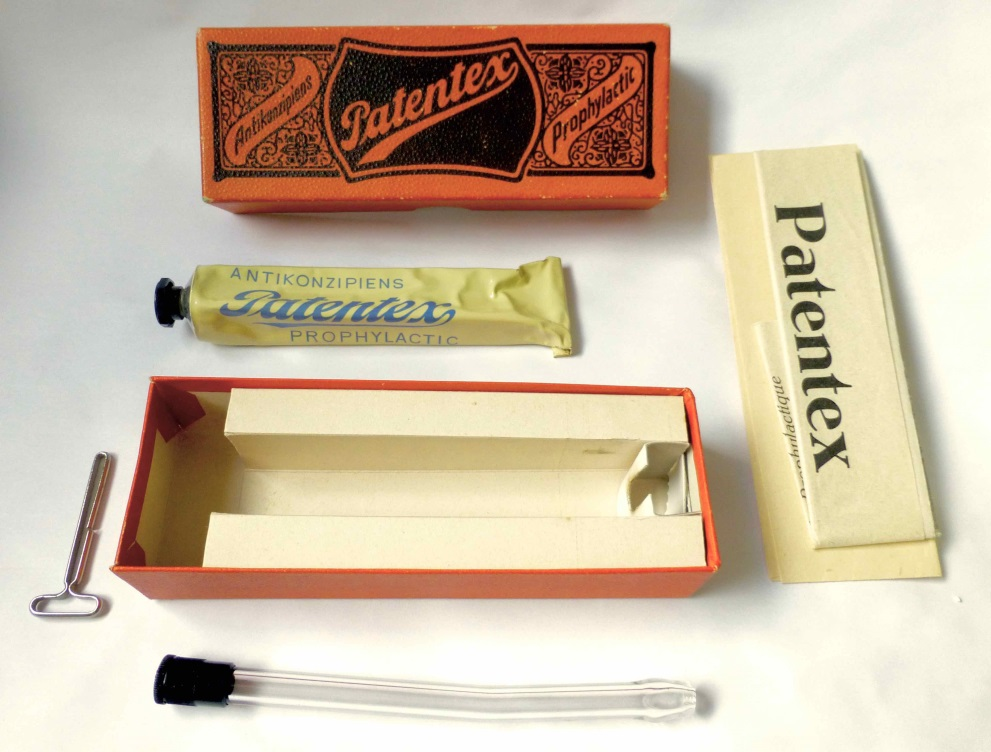 Antikonzipiens
Patentex
Prophylactic
ANTIKONZIPIENS
Patentex
PROPHYLACTIC
Patentex